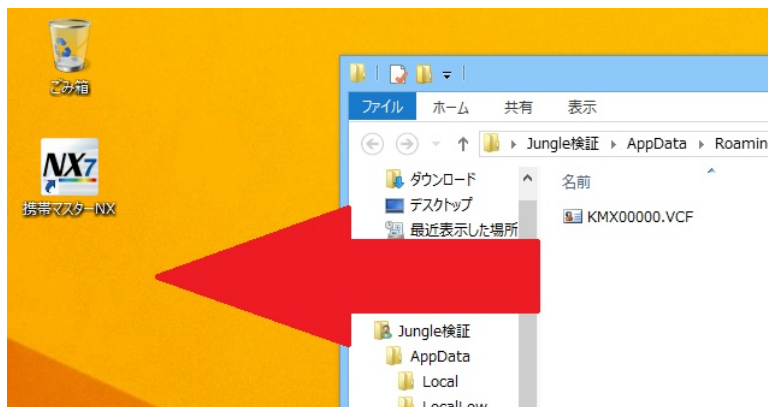 ごみ箱
NX7
携帯マスターNX
ファイル ホーム 共有 表示
Jungle検証 AppData Roamin
ダウンロード
デスクトップ
最近表示した場所
名前
KMX00000.VCF
Jungle検証
AppData
Local
LocalLow